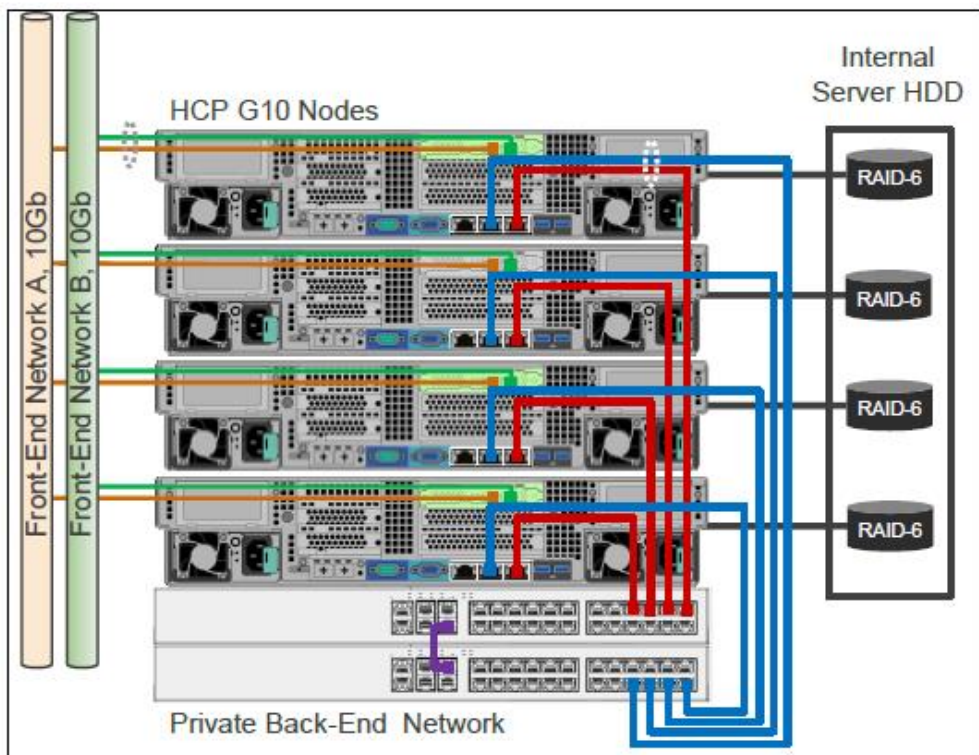 Internal
Server HDD
HCP G10 Nodes
Front-End Network A, 10Gb
Front-End Network B, 10Gb
RAID-6
RAID-6
RAID-6
RAID-6
Private Back-End Network